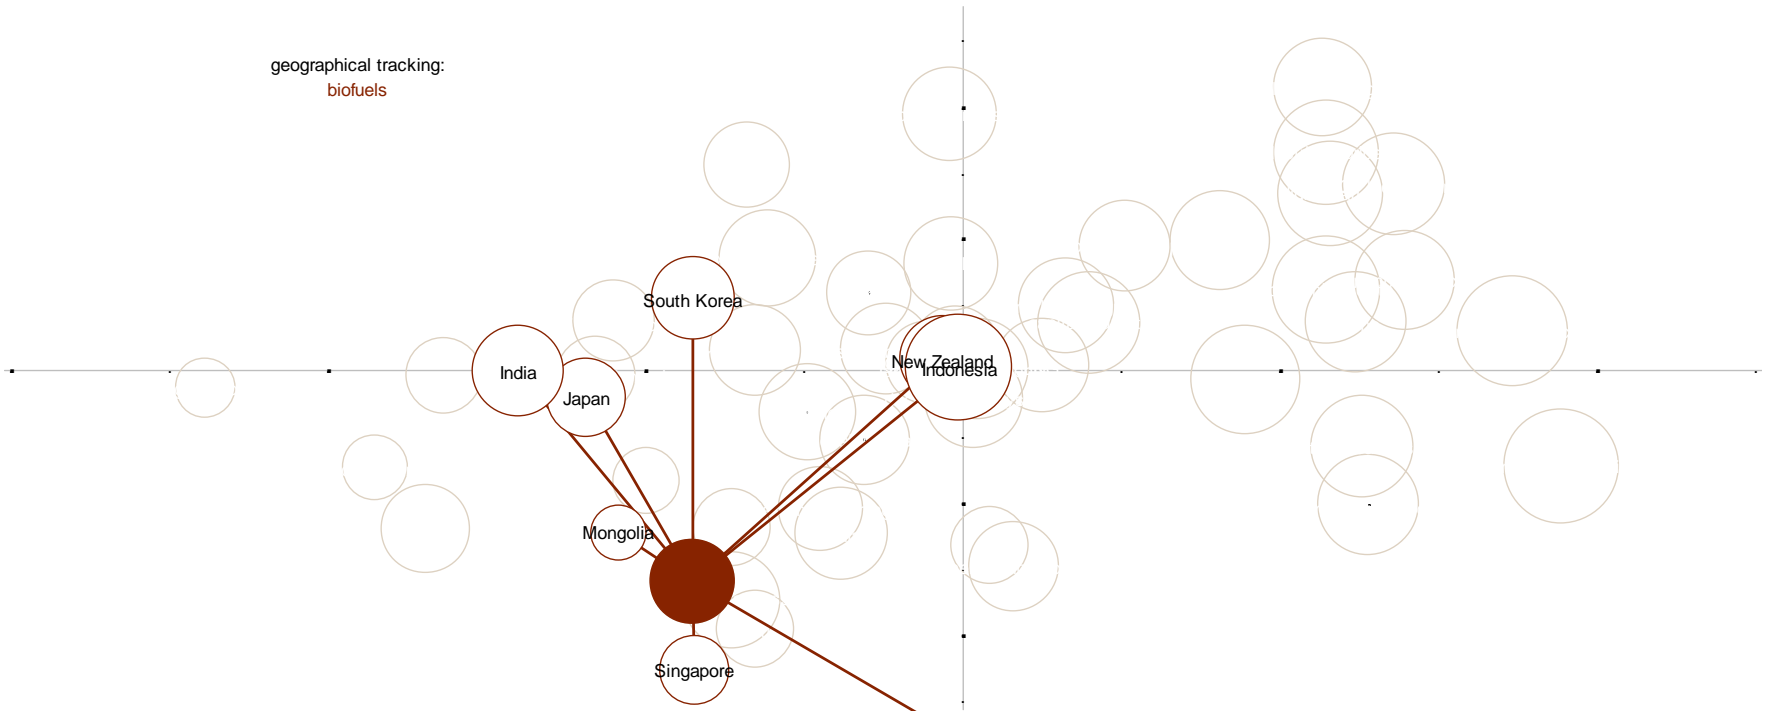 geographical tracking:
biofuels
South Korea
New Zealand
Indonesia
India
Japan
Mongolia
Singapore